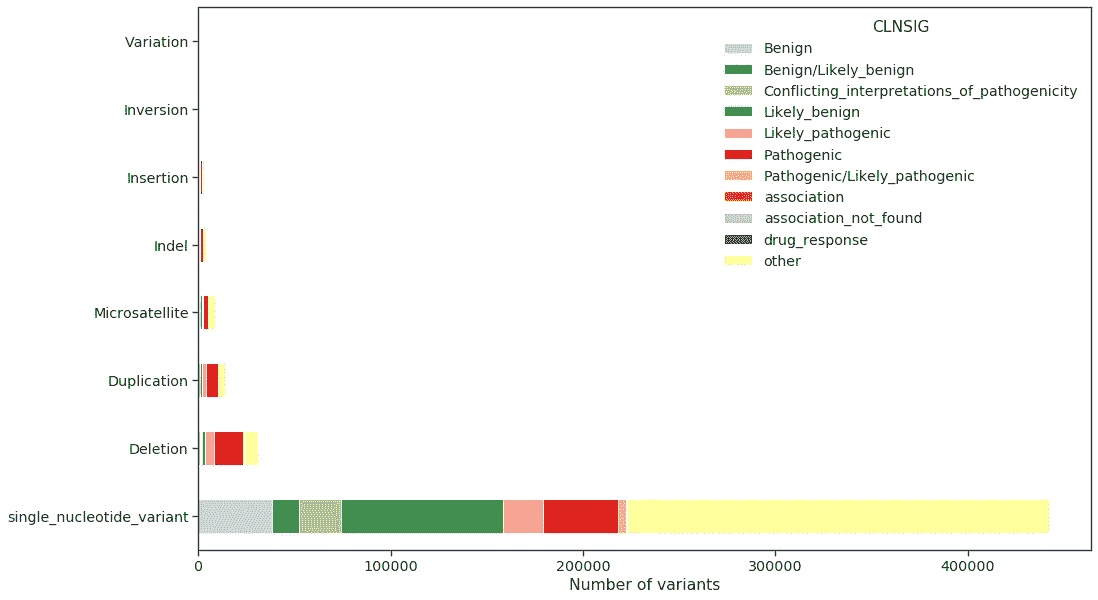 CLNSIG
Benign
Benign/Likely_benign
Conflicting_interpretations_of_pathogenicity
Likely_benign
Likely_pathogenic
Pathogenic
Pathogenic/Likely_pathogenic
association
association_not_found
drug_response
other
Variation
Inversion
Insertion
Indel
Microsatellite
Duplication
Deletion
single_nucleotide_variant
0 100000 200000 300000 400000
Number of variants